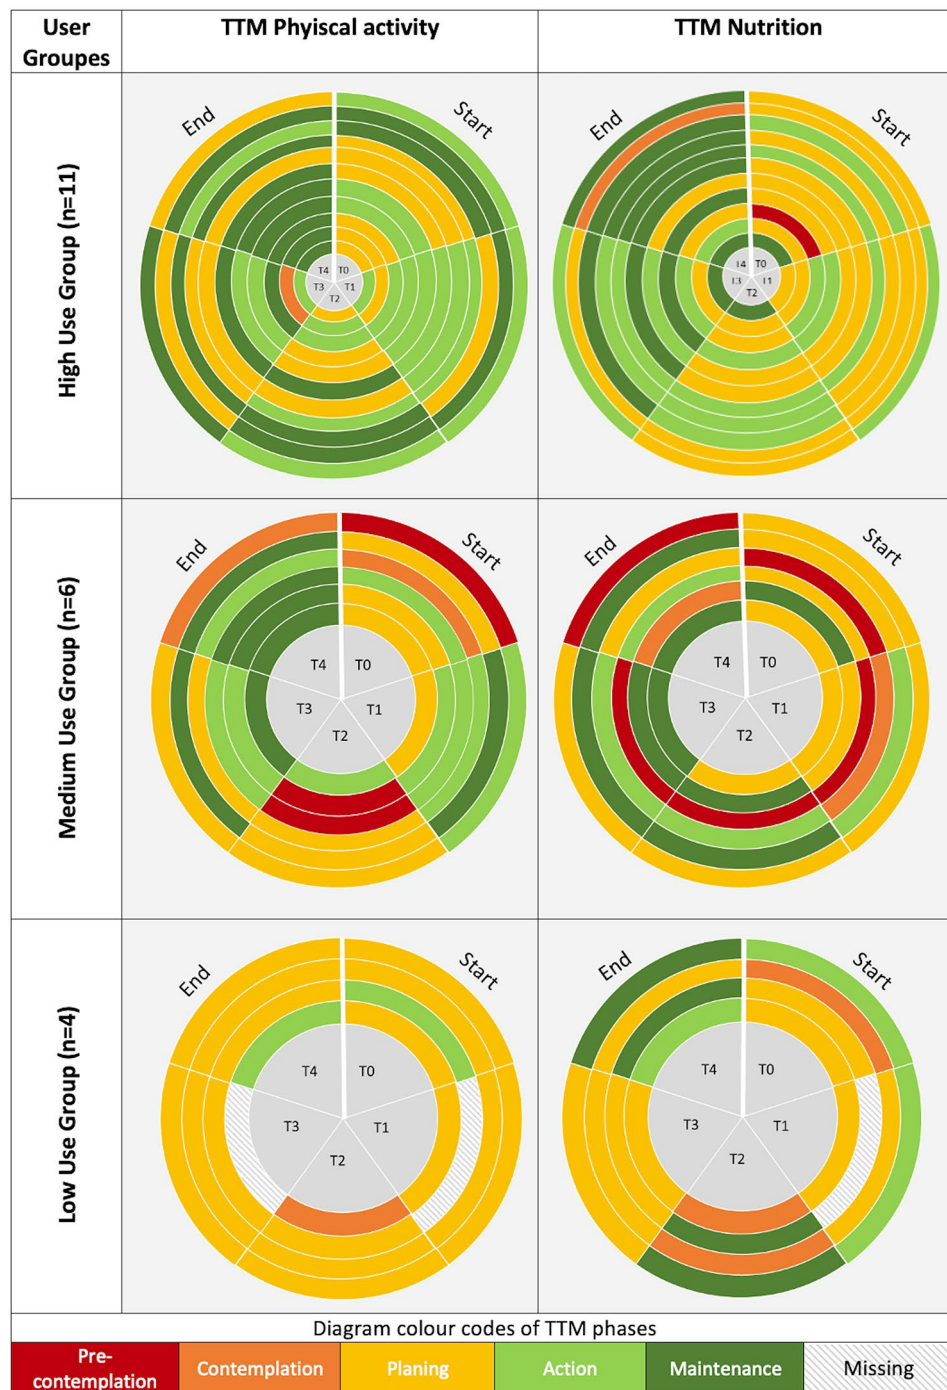 User
Groupes
TTM Phyiscal activity
TTM Nutrition
High Use Group (n=11)
End
Start
T4
T0
T3
T1
T2
End
Start
T4
T0
T3
T1
T2
Medium Use Group (n=6)
End
Start
T4
T0
T3
T1
T2
End
Start
T4
T0
T3
T1
T2
Low Use Group (n=4)
End
Start
T4
T0
T3
T1
T2
End
Start
T4
T0
T3
T1
T2
Diagram colour codes of TTM phases
Pre-
contemplation
Contemplation
Planing
Action
Maintenance
Missing